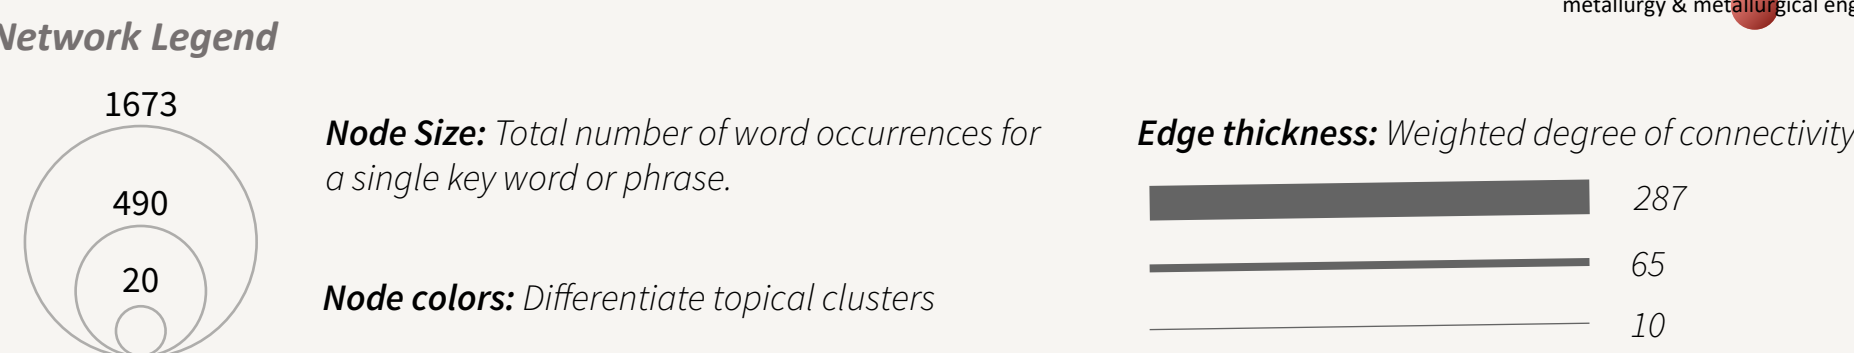 metallurgy & metallurgical eng
Network Legend
1673
490
20
Node Size: Total number of word occurrences for
a single key word or phrase.
Node colors: Differentiate topical clusters
Edge thickness: Weighted degree of connectivity
287
65
10